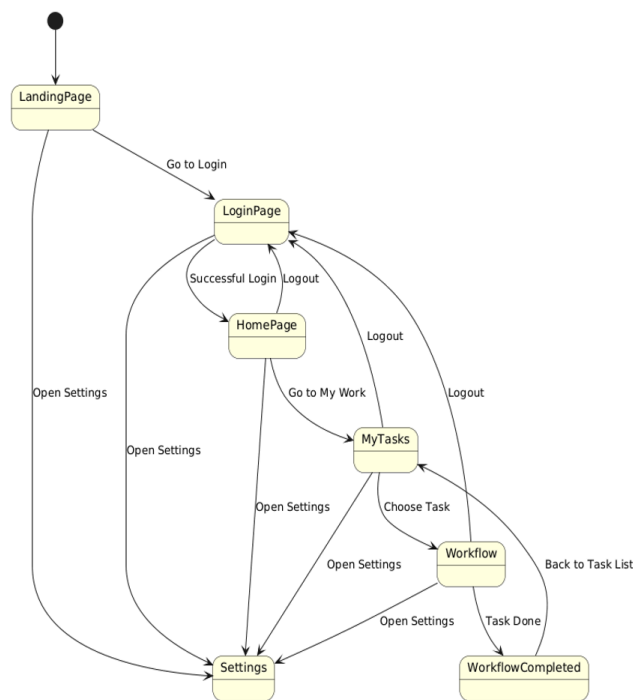 LandingPage
Go to Login
LoginPage
Successful Login
Logout
HomePage
Logout
Open Settings
Go to My Work
Logout
MyTasks
Open Settings
Open Settings
Choose Task
Workflow
Open Settings
Back to Task List
Open Settings
Task Done
Settings
WorkflowCompleted